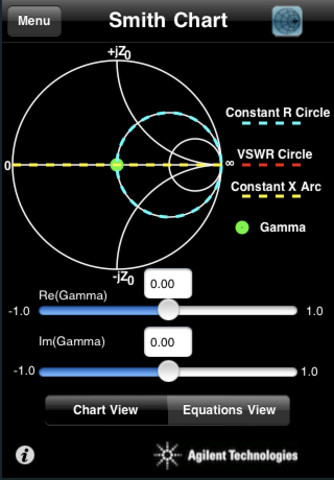 Menu Smith Chart
+jZ0
Constant R Circle
VSWR Circle
0 ∞
Constant X Arc
Gamma
-jZ0
0.00
Re(Gamma)
-1.0 1.0
0.00
Im(Gamma)
-1.0 1.0
Chart View Equations View
i Agilent Technologies